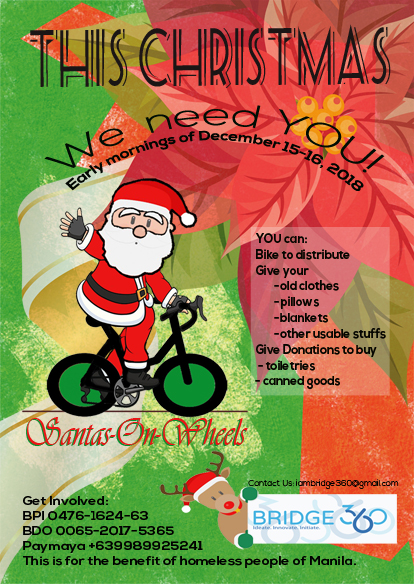 THIS CHRISTMAS
We need YOU!
Early mornings of December 15-16, 2018
YOU can:
Bike to distribute
Give your
-old clothes
-pillows
-blankets
-other usable stuffs
Give Donations to buy
- toiletries
- canned goods
Santas-On-Wheels
Contact Us: iambridge360@gmail.com
BRIDGE 360
Ideate. Innovate. Initiate.
Get Involved:
BPI 0476-1624-63
BDO 0065-2017-5365
Paymaya +639989925241
This is for the benefit of homeless people of Manila.